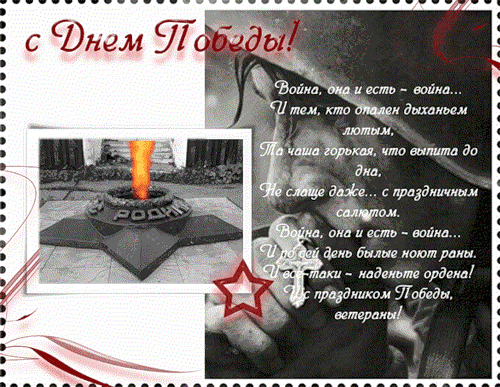 с Днем Победы!
Война, она и есть - война...
И тем, кто опален дыханьем
лютым,
Та чаша горькая, что выпита до
дна,
Не слаще даже... с праздничным
салютом.
Война, она и есть - война...
И по сей день былые ноют раны.
И все-таки - наденьте ордена!
И с праздником Победы,
ветераны!
РОДИН